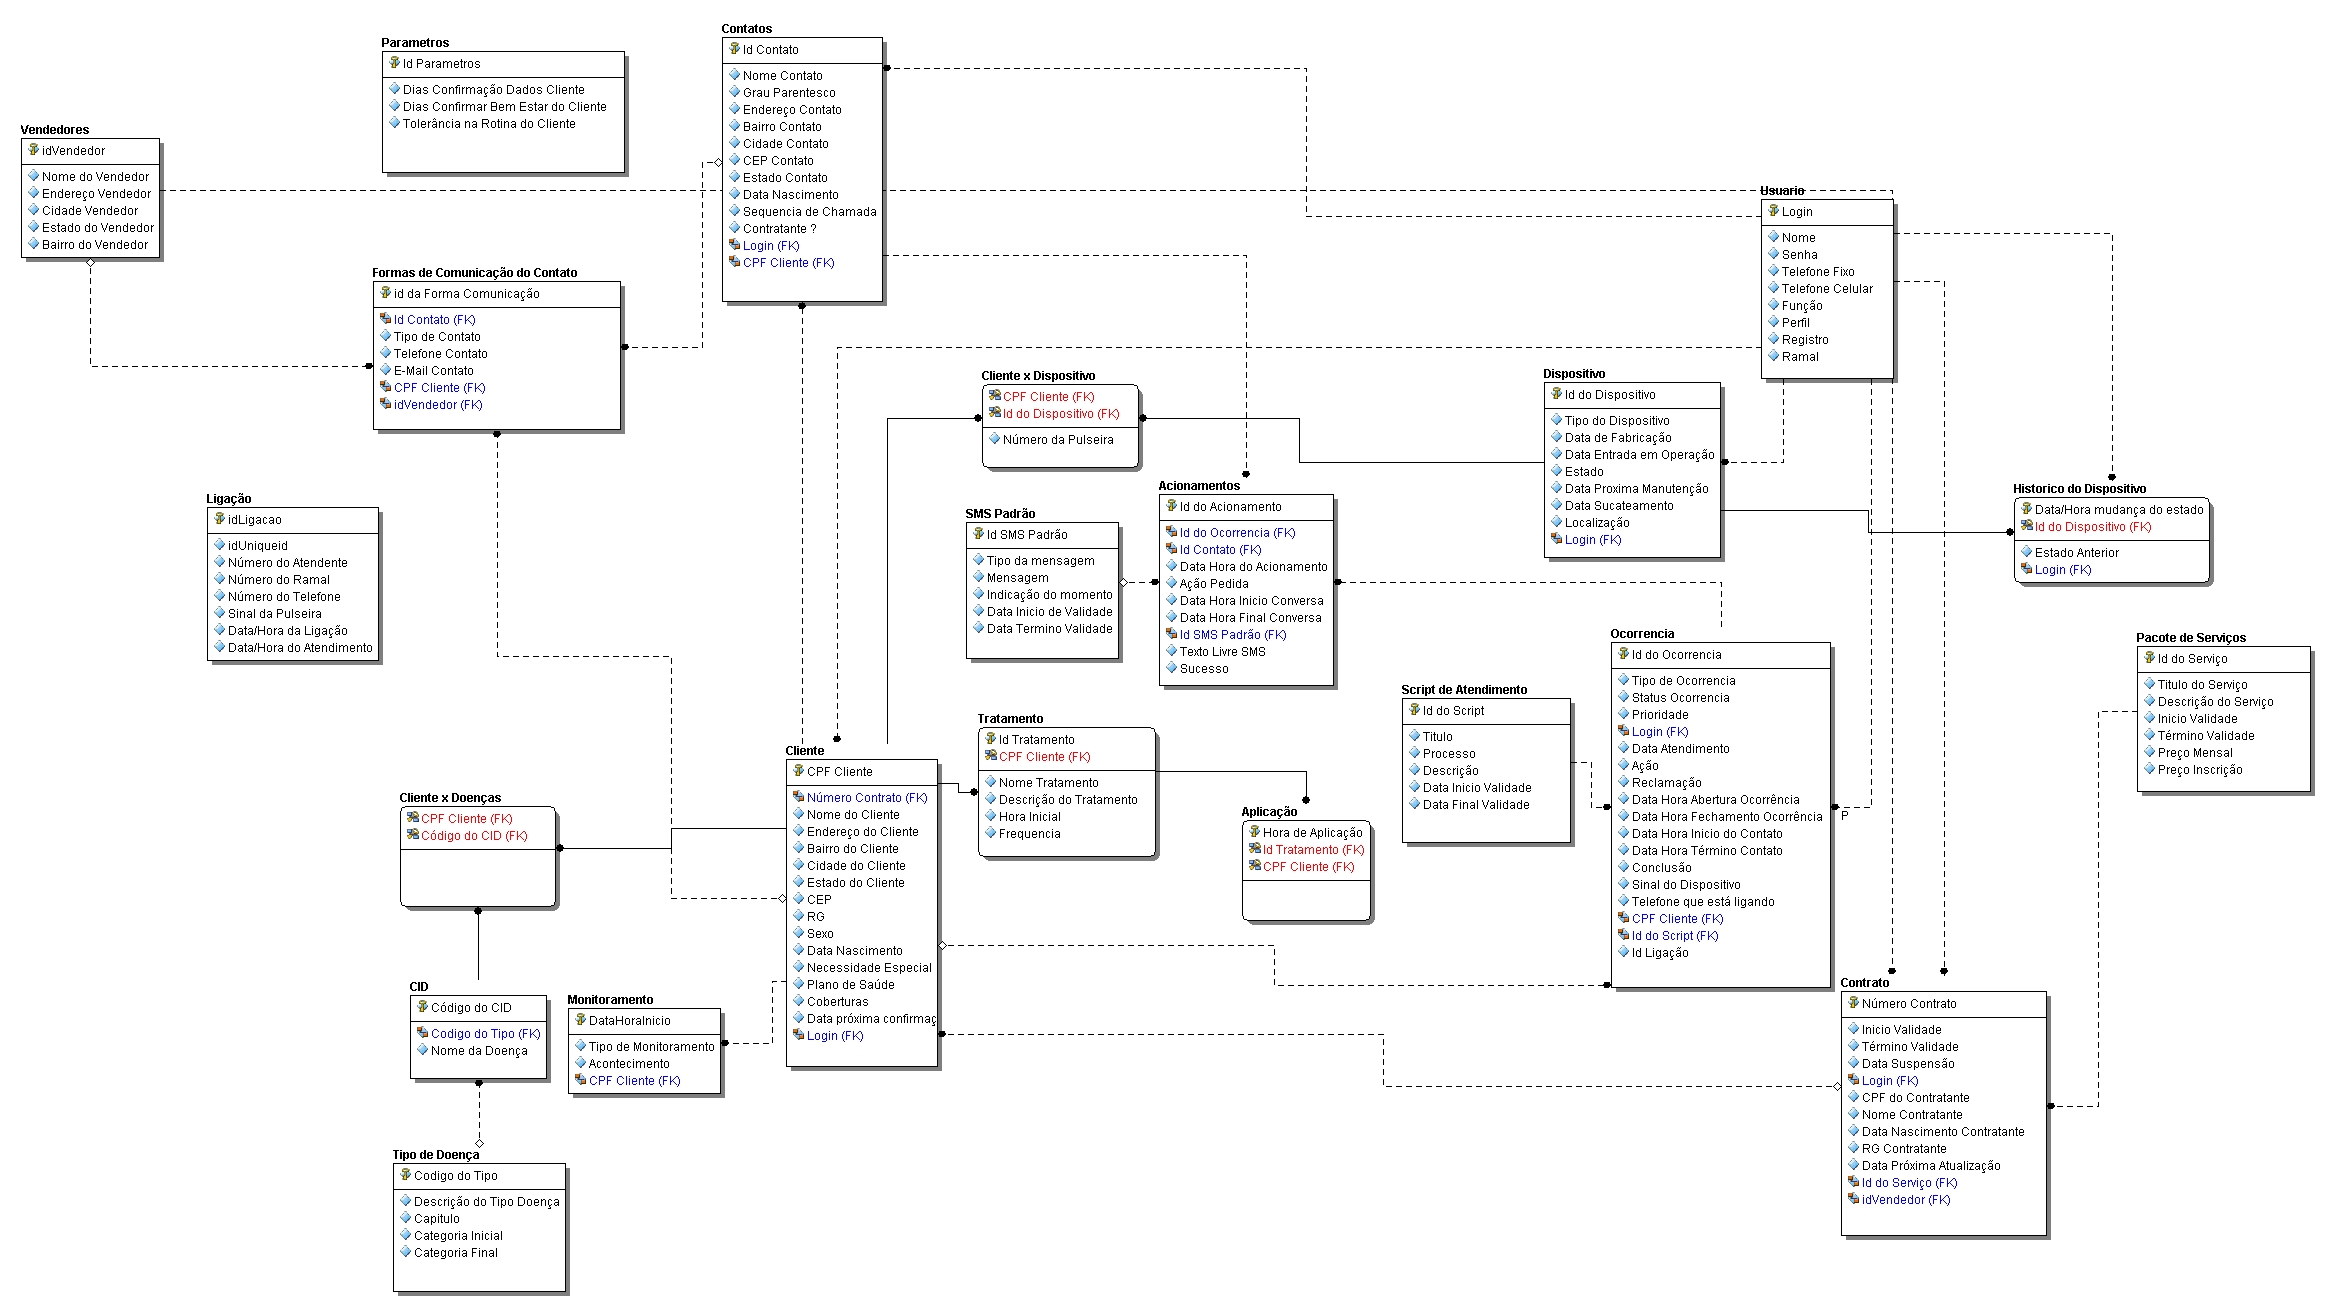 Vendedores
idVendedor
Nome do Vendedor
Endereço Vendedor
Cidade Vendedor
Estado do Vendedor
Bairro do Vendedor
Parametros
Id Parametros
Dias Confirmação Dados Cliente
Dias Confirmar Bem Estar do Cliente
Tolerância na Rotina do Cliente
Contatos
Id Contato
Nome Contato
Grau Parentesco
Endereço Contato
Bairro Contato
Cidade Contato
CEP Contato
Estado Contato
Data Nascimento
Sequencia de Chamada
Contratante ?
Login (FK)
CPF Cliente (FK)
Usuario
Login
Nome
Senha
Telefone Fixo
Telefone Celular
Função
Perfil
Registro
Ramal
Formas de Comunicação do Contato
id da Forma Comunicação
Id Contato (FK)
Tipo de Contato
Telefone Contato
E-Mail Contato
CPF Cliente (FK)
idVendedor (FK)
Cliente x Dispositivo
CPF Cliente (FK)
Id do Dispositivo (FK)
Número da Pulseira
Dispositivo
Id do Dispositivo
Tipo do Dispositivo
Data de Fabricação
Data Entrada em Operação
Estado
Data Proxima Manutenção
Data Sucateamento
Localização
Login (FK)
Historico do Dispositivo
Data/Hora mudança do estado
Id do Dispositivo (FK)
Estado Anterior
Login (FK)
Ligação
idLigacao
idUniqueid
Número do Atendente
Número do Ramal
Número do Telefone
Sinal da Pulseira
Data/Hora da Ligação
Data/Hora do Atendimento
SMS Padrão
Id SMS Padrão
Tipo da mensagem
Mensagem
Indicação do momento
Data Inicio de Validade
Data Termino Validade
Acionamentos
Id do Acionamento
Id do Ocorrencia (FK)
Id Contato (FK)
Data Hora do Acionamento
Ação Pedida
Data Hora Inicio Conversa
Data Hora Final Conversa
Id SMS Padrão (FK)
Texto Livre SMS
Sucesso
Ocorrencia
Id do Ocorrencia
Tipo de Ocorrencia
Status Ocorrencia
Prioridade
Login (FK)
Data Atendimento
Ação
Reclamação
Data Hora Abertura Ocorrência
Data Hora Fechamento Ocorrência
Data Hora Inicio do Contato
Data Hora Término Contato
Conclusão
Sinal do Dispositivo
Telefone que está ligando
CPF Cliente (FK)
Id do Script (FK)
Id Ligação
P
Pacote de Serviços
Id do Serviço
Titulo do Serviço
Descrição do Serviço
Inicio Validade
Término Validade
Preço Mensal
Preço Inscrição
Script de Atendimento
Id do Script
Titulo
Processo
Descrição
Data Inicio Validade
Data Final Validade
Tratamento
Id Tratamento
CPF Cliente (FK)
Nome Tratamento
Descrição do Tratamento
Hora Inicial
Frequencia
Aplicação
Hora de Aplicação
Id Tratamento (FK)
CPF Cliente (FK)
Cliente
CPF Cliente
Número Contrato (FK)
Nome do Cliente
Endereço do Cliente
Bairro do Cliente
Cidade do Cliente
Estado do Cliente
CEP
RG
Sexo
Data Nascimento
Necessidade Especial
Plano de Saúde
Coberturas
Data próxima confirmaç
Login (FK)
Cliente x Doenças
CPF Cliente (FK)
Código do CID (FK)
CID
Código do CID
Codigo do Tipo (FK)
Nome da Doença
Monitoramento
DataHoraInicio
Tipo de Monitoramento
Acontecimento
CPF Cliente (FK)
Contrato
Número Contrato
Inicio Validade
Término Validade
Data Suspensão
Login (FK)
CPF do Contratante
Nome Contratante
Data Nascimento Contratante
RG Contratante
Data Próxima Atualização
Id do Serviço (FK)
idVendedor (FK)
Tipo de Doença
Codigo do Tipo
Descrição do Tipo Doença
Capitulo
Categoria Inicial
Categoria Final